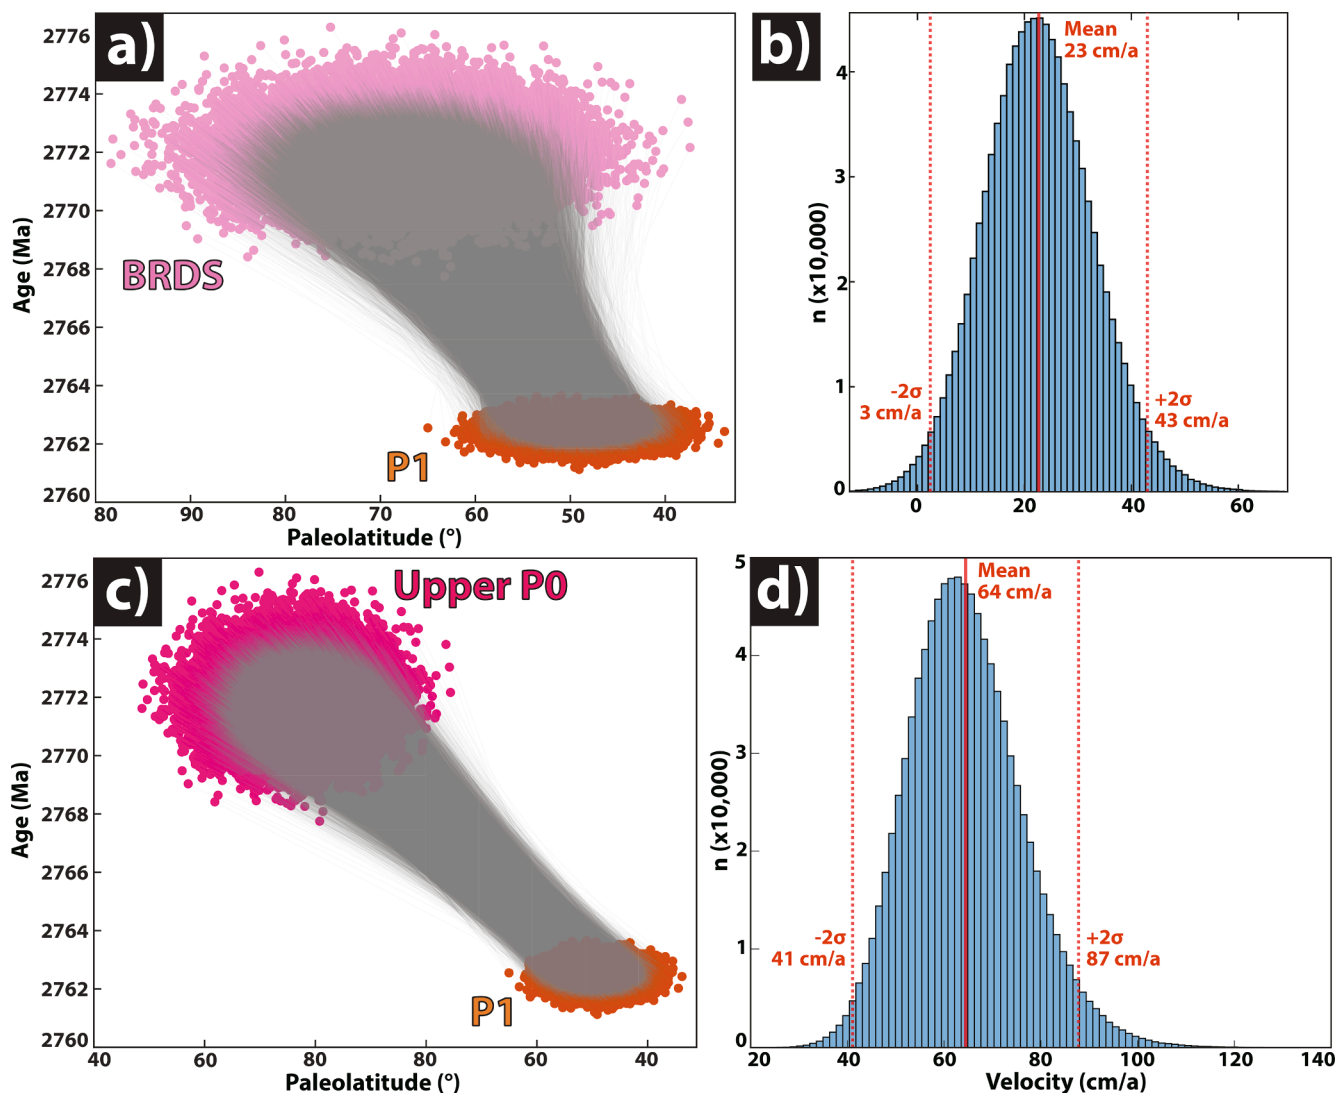 a)
2776
2774
2772
2770
2768
2766
2764
2762
2760
Age (Ma)
BRDS
P1
80 90 80 70 60 50 40
Paleolatitude (°)
b)
Mean
23 cm/a
4
3
2
1
0
n (x10,000)
-2σ
3 cm/a
+2σ
43 cm/a
0 20 40 60
c)
Upper P0
2776
2774
2772
2770
2768
2766
2764
2762
2760
Age (Ma)
P1
40 60 80 80 60 40
Paleolatitude (°)
d)
Mean
64 cm/a
5
4
3
2
1
0
n (x10,000)
-2σ
41 cm/a
+2σ
87 cm/a
20 40 60 80 100 120 140
Velocity (cm/a)